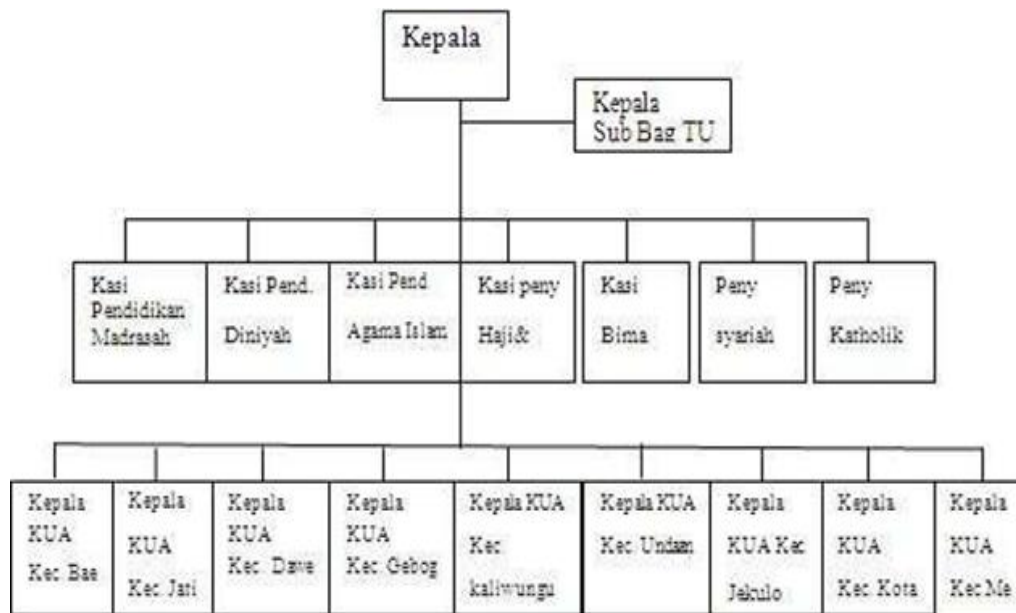 Kepala
Kepala
Sub Bag TU
Kasi
Pendidikan
Madrasah
Kasi Pend.
Diniyah
Kasi Pend
Agama Islam
Kasi peny
Haji&
Kasi
Bima
Peny
syariah
Peny
Katholik
Kepala
KUA
Kec Bae
Kepala
KUA
Kec Jati
Kepala
KUA
Kec Dawe
Kepala
KUA
Kec Gebog
Kepala KUA
Kec
kaliwungu
Kepala KUA
Kec Undaan
Kepala
KUA Kec
Jekulo
Kepala
KUA
Kec Kota
Kepala
KUA
Kec Me